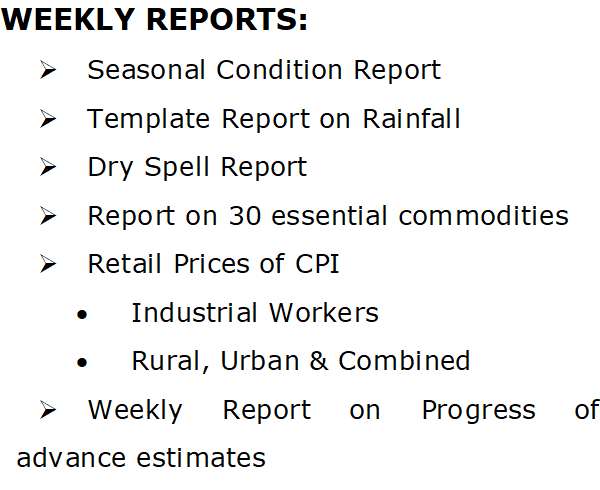 WEEKLY REPORTS:
➢ Seasonal Condition Report
➢ Template Report on Rainfall
➢ Dry Spell Report
➢ Report on 30 essential commodities
➢ Retail Prices of CPI
• Industrial Workers
• Rural, Urban & Combined
➢ Weekly Report on Progress of
advance estimates